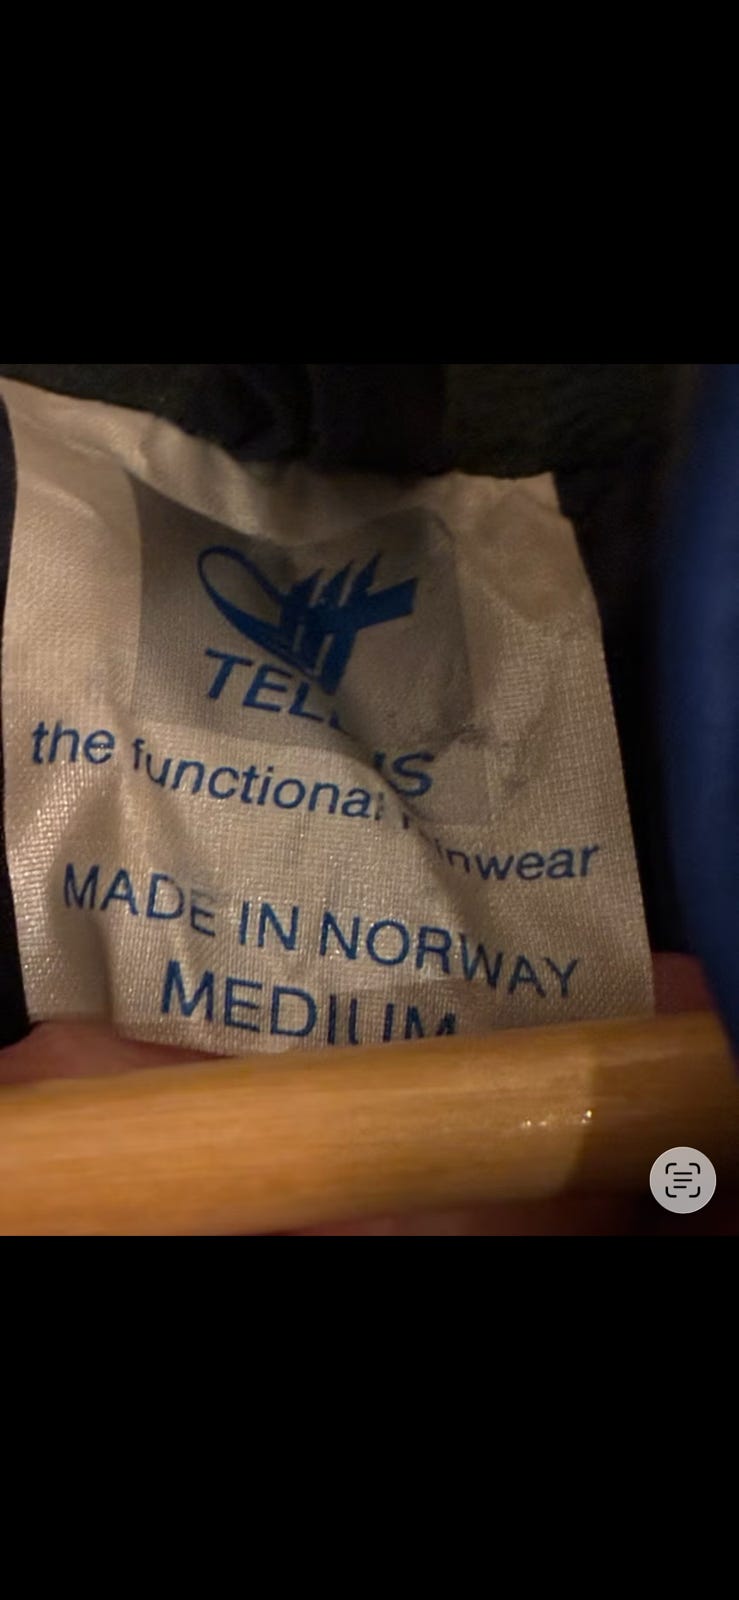 the functional
MADE IN NORWAY
MEDIUM